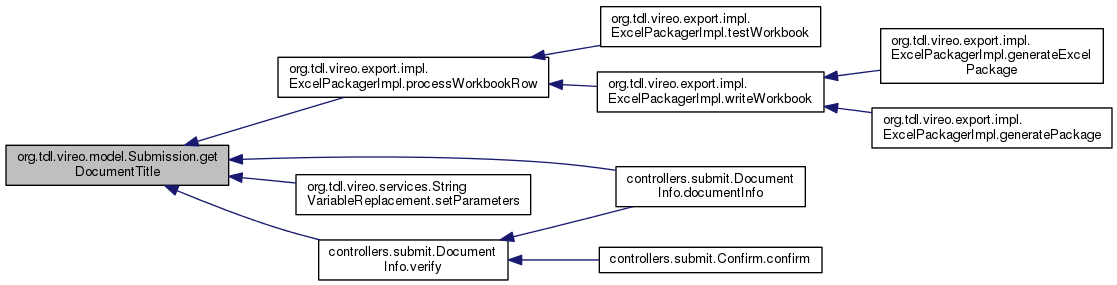 org.tdl.vireo.model.Submission.get
DocumentTitle
org.tdl.vireo.export.impl.
ExcelPackagerImpl.processWorkbookRow
org.tdl.vireo.export.impl.
ExcelPackagerImpl.testWorkbook
org.tdl.vireo.export.impl.
ExcelPackagerImpl.writeWorkbook
org.tdl.vireo.export.impl.
ExcelPackagerImpl.generateExcel
Package
org.tdl.vireo.export.impl.
ExcelPackagerImpl.generatePackage
controllers.submit.Document
Info.documentInfo
org.tdl.vireo.services.String
VariableReplacement.setParameters
controllers.submit.Document
Info.verify
controllers.submit.Confirm.confirm